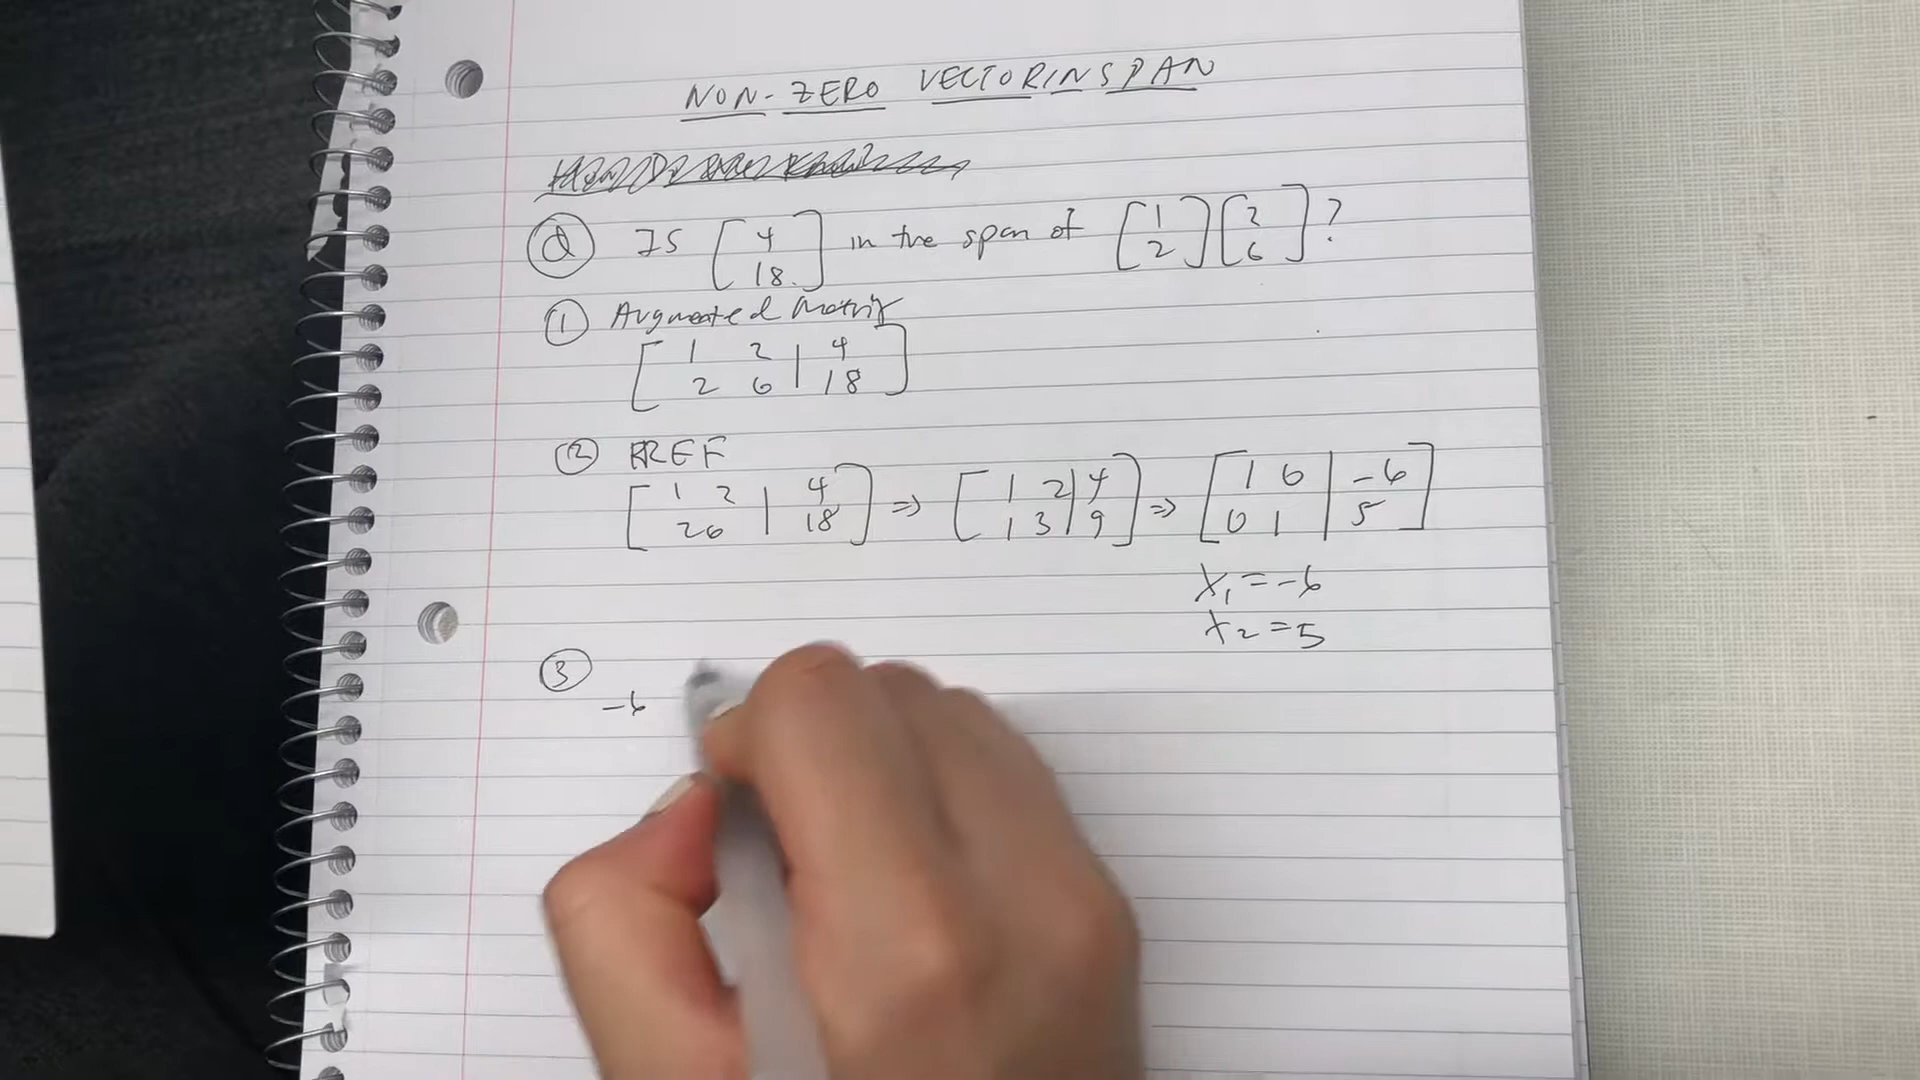 NON-ZERO VECTOR IN SPAN
Q IS [4 18] in the span of [1 2] [2 6]?
① Augmented Matrix
[1 2 | 4
2 6 | 18]
② RREF
[1 2 | 4
2 6 | 18] ⇒ [1 2 | 4
1 3 | 9] ⇒ [1 0 | -6
0 1 | 5]
x₁ = -6
x₂ = 5
③
-6